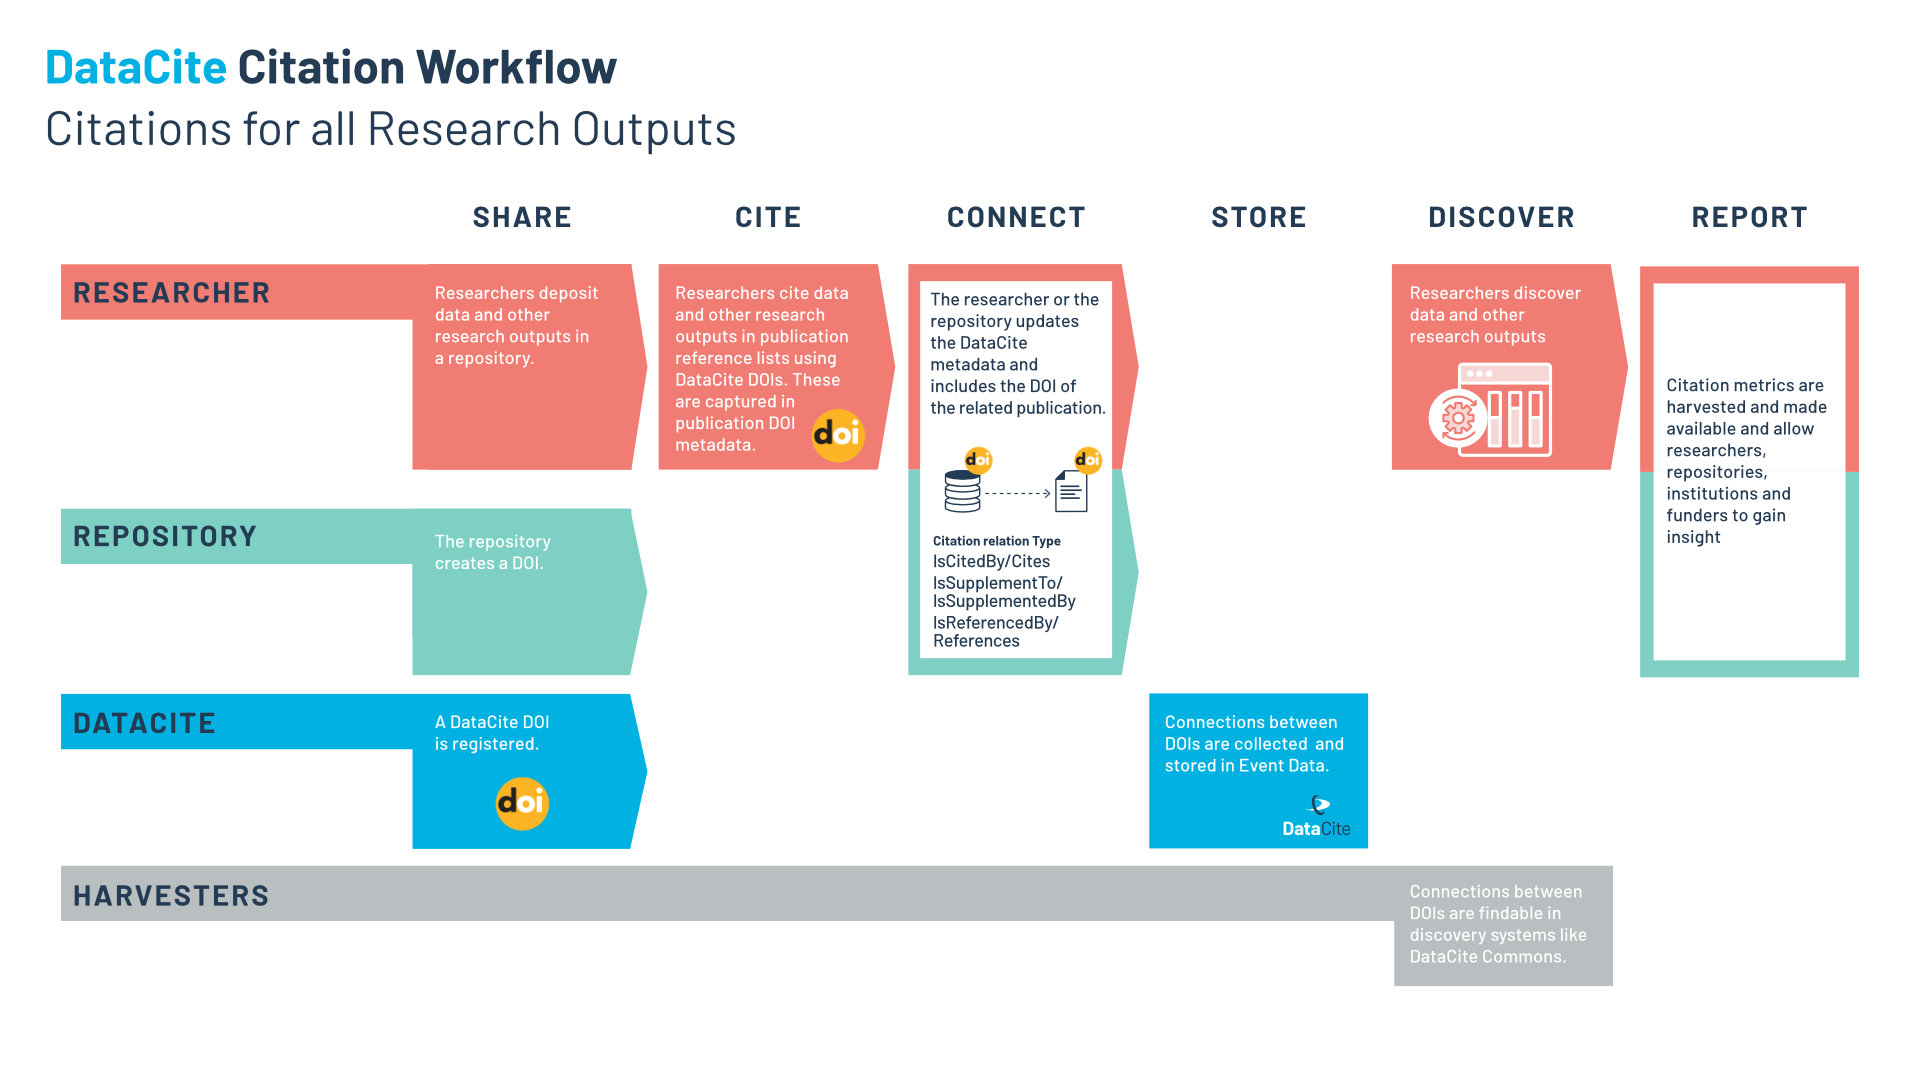 DataCite Citation Workflow
Citations for all Research Outputs
SHARE
CITE
CONNECT
STORE
DISCOVER
REPORT
RESEARCHER
Researchers deposit
data and other
research outputs in
a repository.
Researchers cite data
and other research
outputs in publication
reference lists using
DataCite DOIs. These
are captured in
publication DOI
metadata.
doi
The researcher or the
repository updates
the DataCite
metadata and
includes the DOI of
the related publication.
doi
doi
Citation relation Type
IsCitedBy/Cites
IsSupplementTo/
IsSupplementedBy
IsReferencedBy/
References
Researchers discover
data and other
research outputs
Citation metrics are
harvested and made
available and allow
researchers,
repositories,
institutions and
funders to gain
insight
REPOSITORY
The repository
creates a DOI.
DATACITE
A DataCite DOI
is registered.
doi
Connections between
DOIs are collected and
stored in Event Data.
DataCite
HARVESTERS
Connections between
DOIs are findable in
discovery systems like
DataCite Commons.